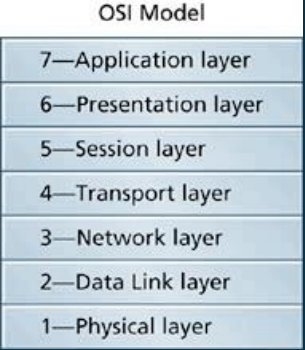 OSI Model
7—Application layer
6—Presentation layer
5—Session layer
4—Transport layer
3—Network layer
2—Data Link layer
1—Physical layer